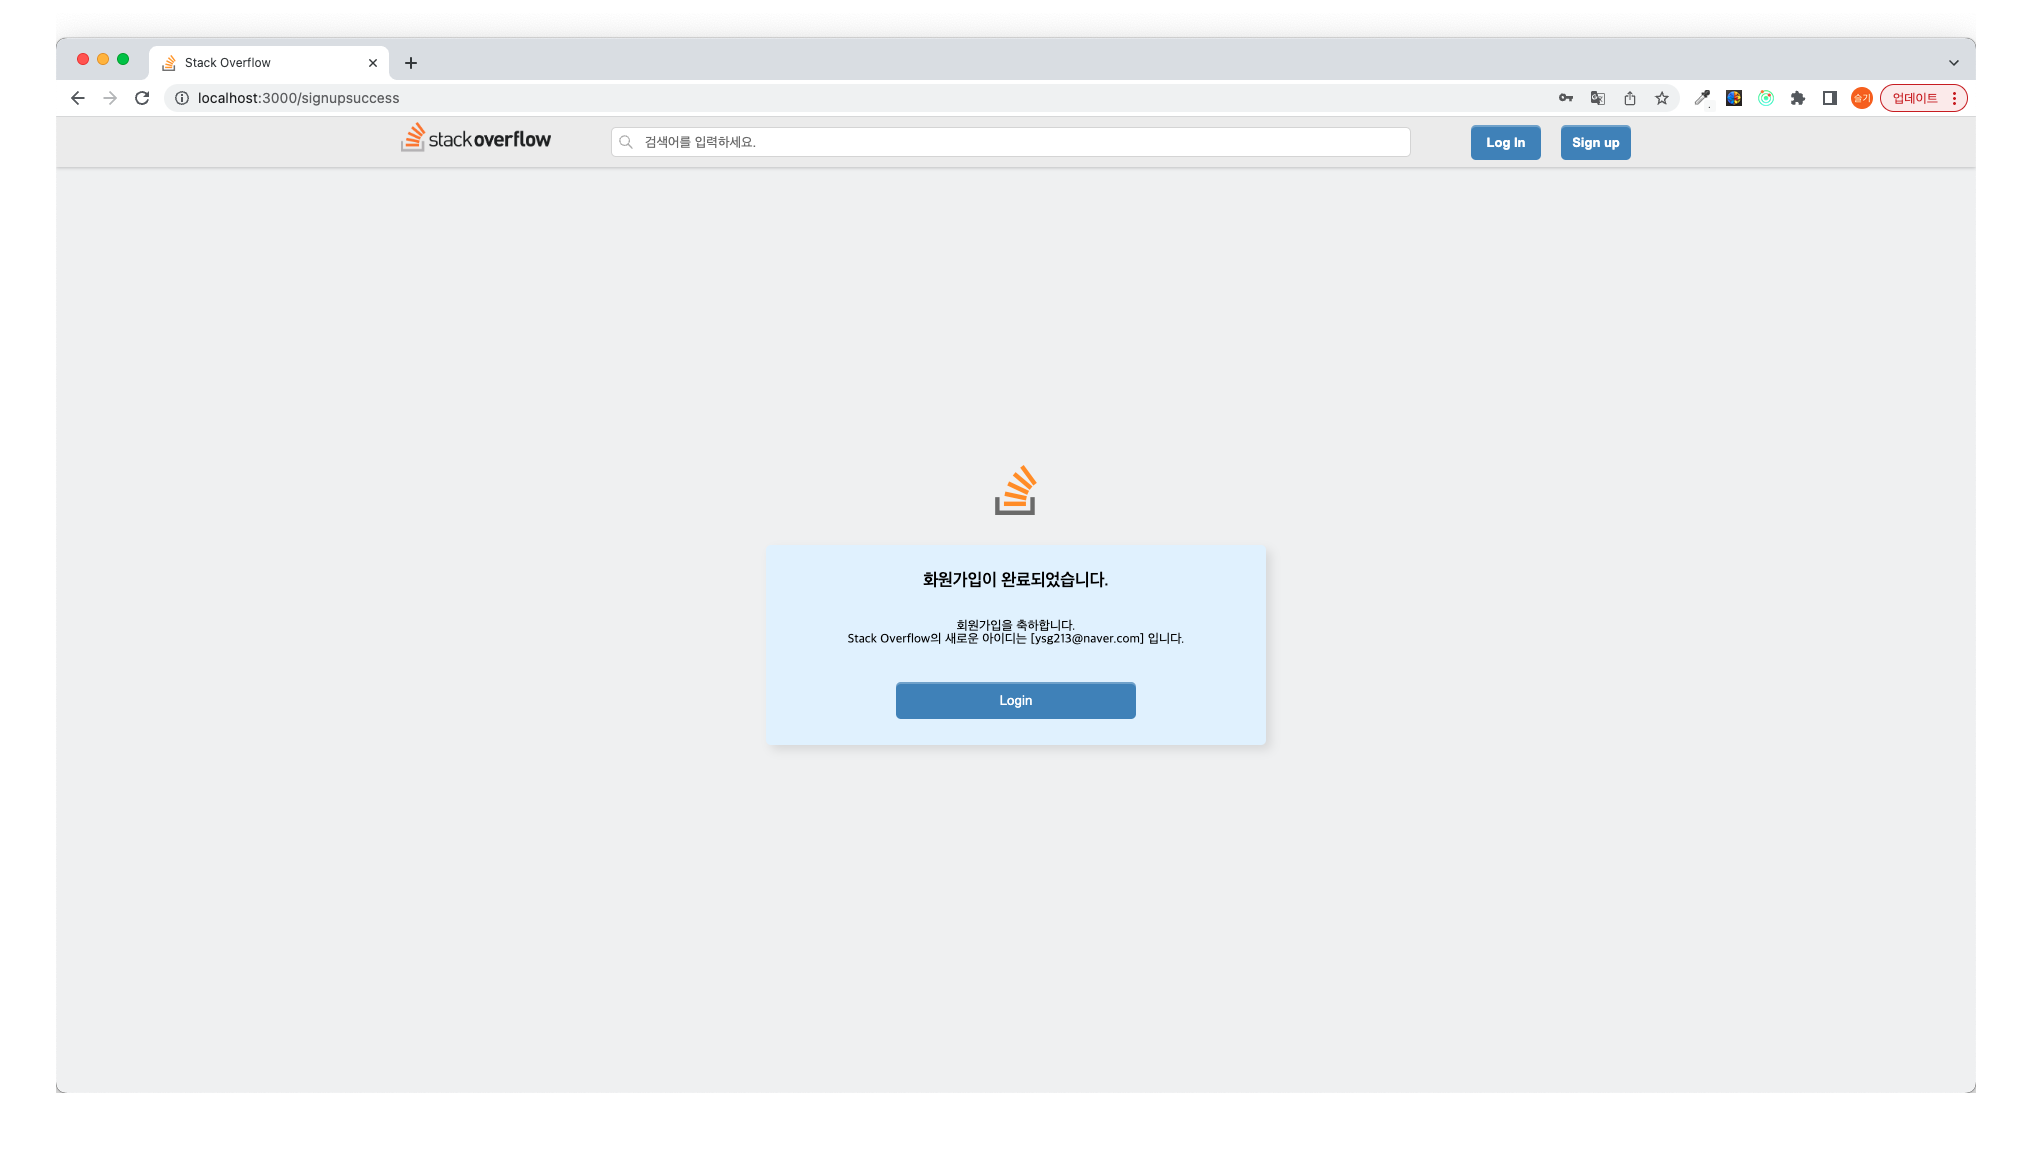 Stack Overflow
localhost:3000/signupsuccess
슬기
업데이트
stackoverflow
검색어를 입력하세요.
Log In
Sign up
화원가입이 완료되었습니다.
회원가입을 축하합니다.
Stack Overflow의 새로운 아이디는 [ysg213@naver.com] 입니다.
Login